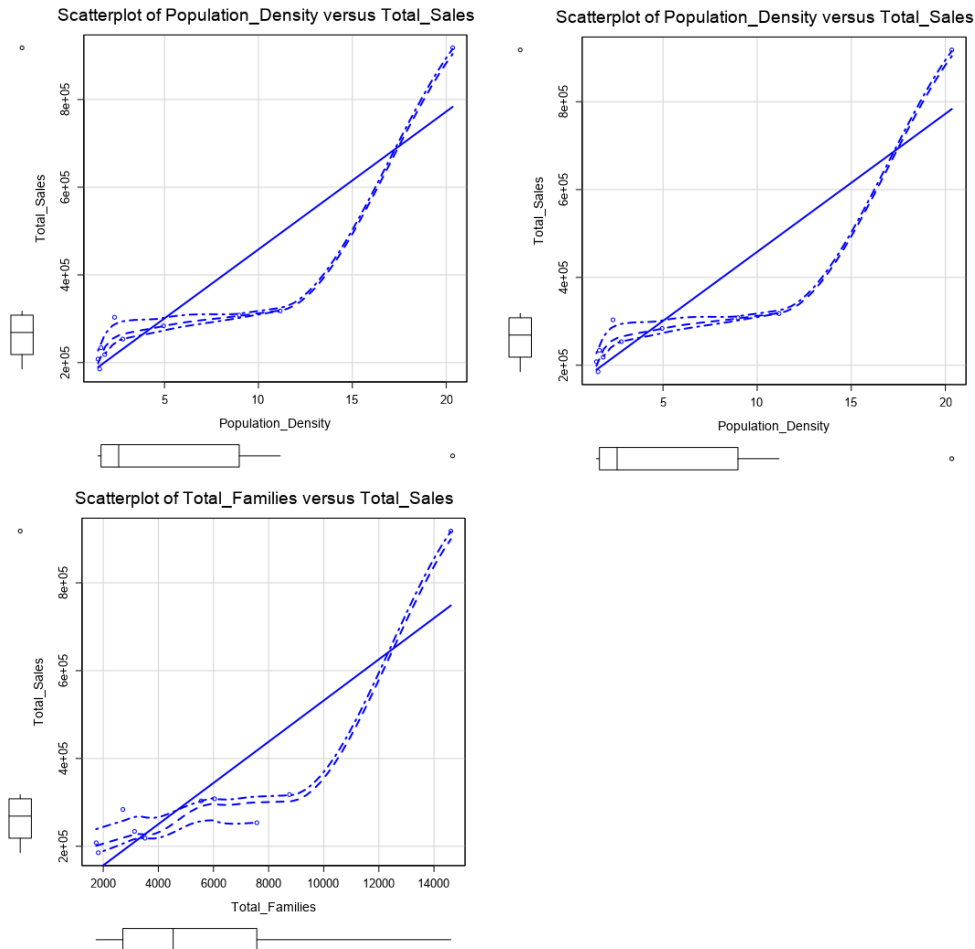 Scatterplot of Population_Density versus Total_Sales
Total_Sales
8e+05
6e+05
4e+05
2e+05
5 10 15 20
Population_Density
Scatterplot of Population_Density versus Total_Sales
Total_Sales
8e+05
6e+05
4e+05
2e+05
5 10 15 20
Population_Density
Scatterplot of Total_Families versus Total_Sales
Total_Sales
8e+05
6e+05
4e+05
2e+05
2000 4000 6000 8000 10000 12000 14000
Total_Families